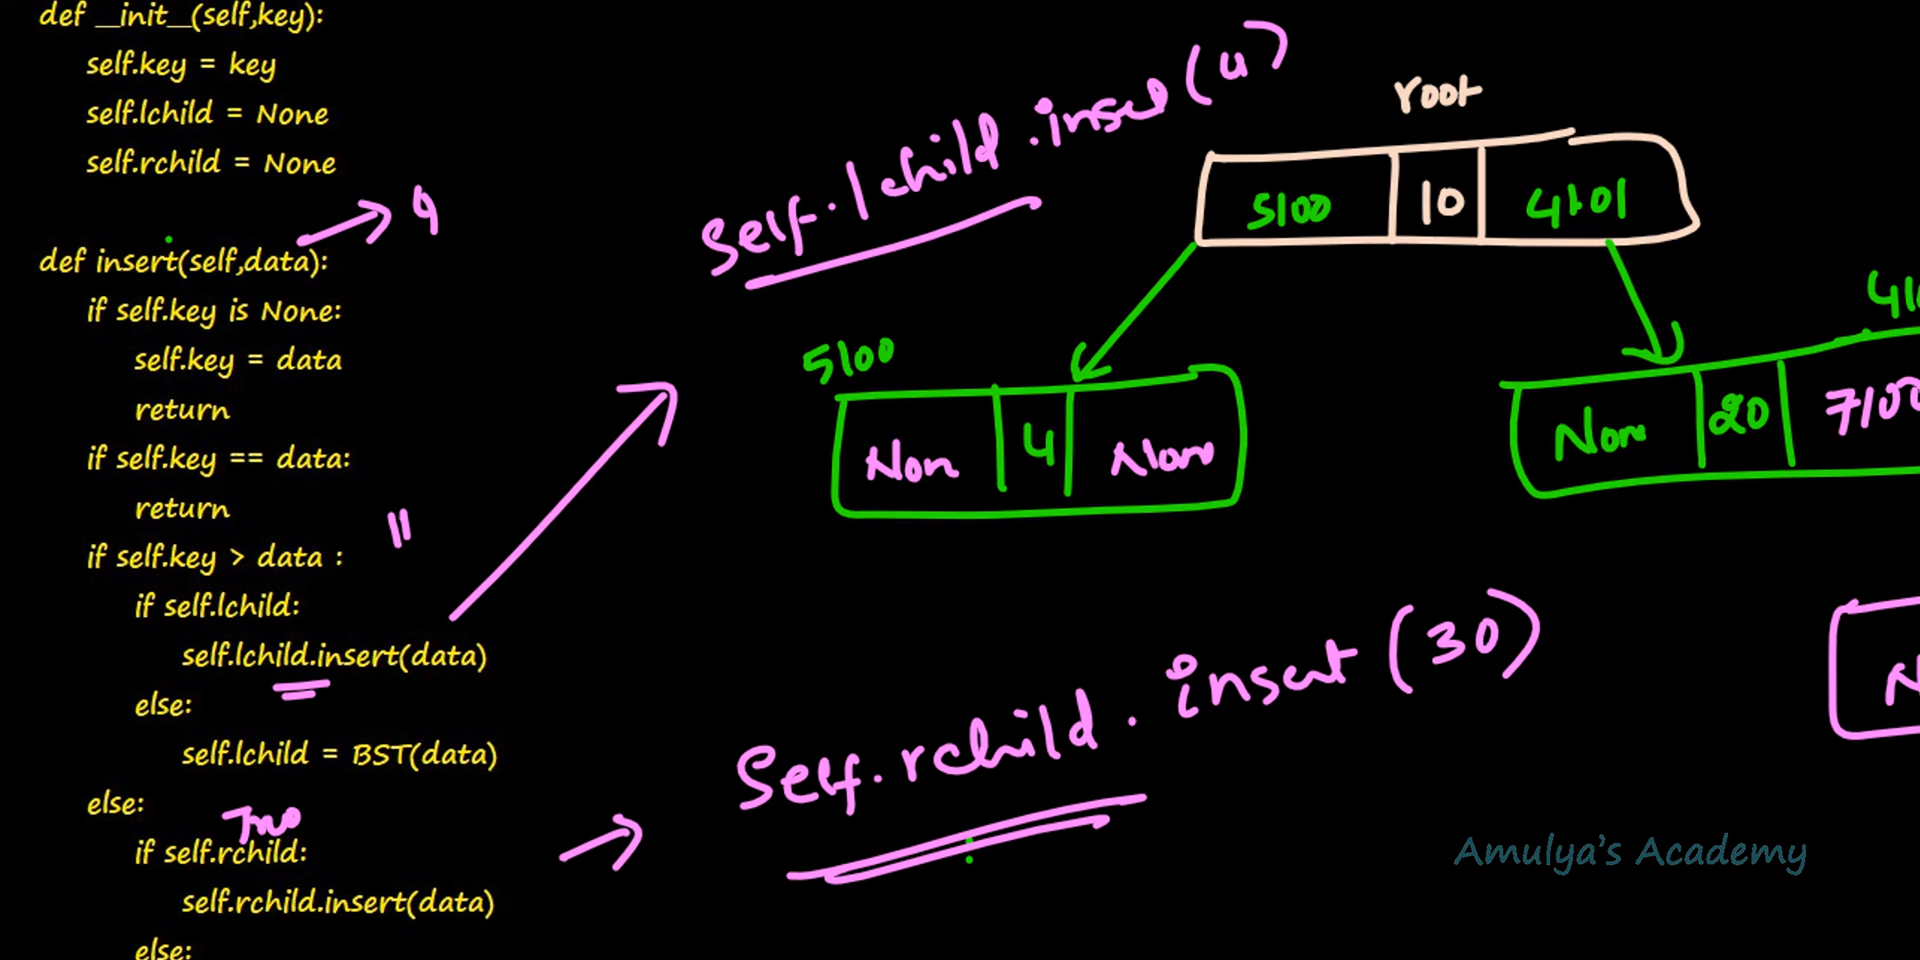 def __init__(self,key):
self.key = key
self.lchild = None
self.rchild = None
def insert(self,data):
if self.key is None:
self.key = data
return
if self.key == data:
return
if self.key > data :
if self.lchild:
self.lchild.insert(data)
else:
self.lchild = BST(data)
else:
True
if self.rchild:
self.rchild.insert(data)
else:
Self.lchild.insert(4)
root
5100 10 4101
5100
Non 4 Non
Non 20 7100
Self.rchild.insert(30)
Amulya's Academy